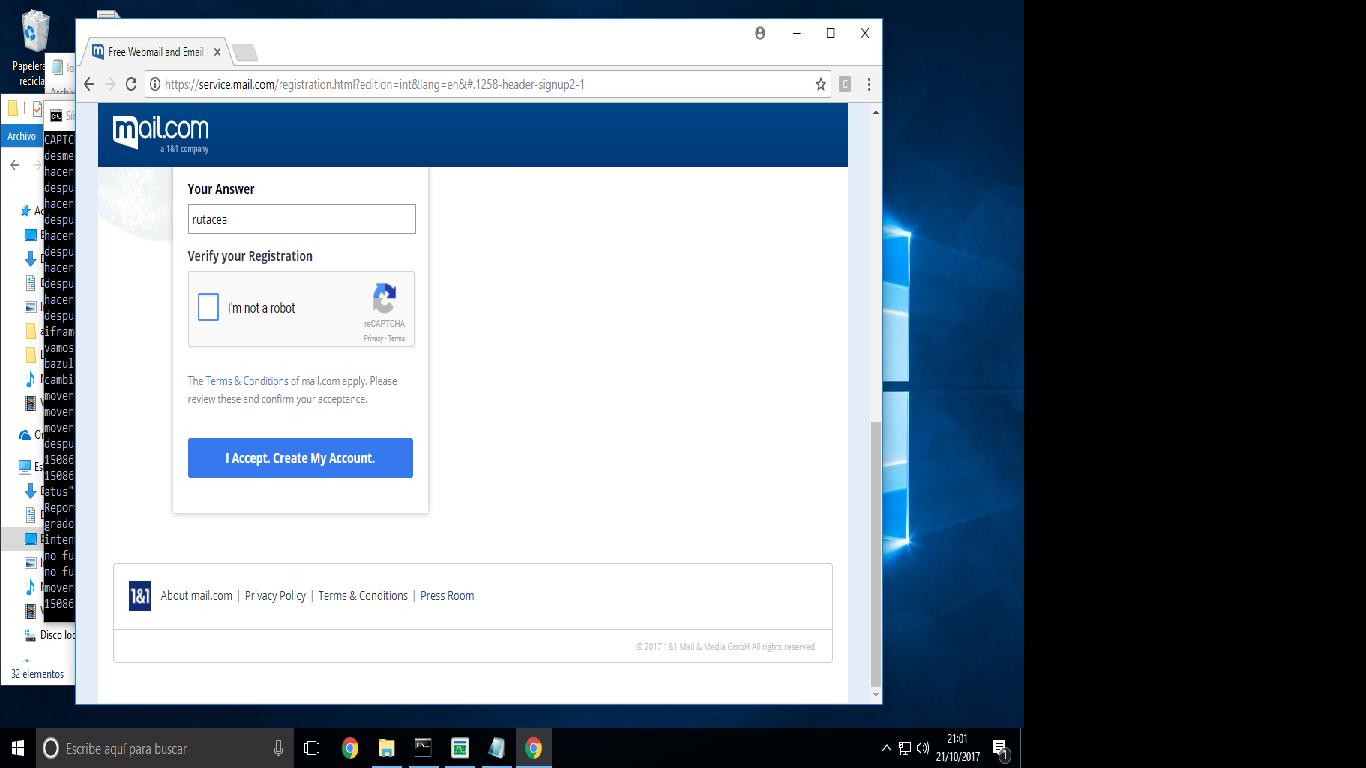 Papelera
recicla
Free Webmail and Email
https://service.mail.com/registration.html?edition=int&lang=en&#.1258-header-signup2-1
Archivo
mail.com
a 1&1 company
Your Answer
rutacea
Verify your Registration
I'm not a robot
reCAPTCHA
Privacy - Terms
The Terms & Conditions of mail.com apply. Please
review these and confirm your acceptance.
I Accept. Create My Account.
1&1
About mail.com | Privacy Policy | Terms & Conditions | Press Room
© 2017 1&1 Mail & Media GmbH All rights reserved.
CAPTC
desme
hacer
despu
hacer
despu
hacer
despu
hacer
despu
hacer
despu
aifram
vamos
bazul
cambi
mover
mover
mover
despu
15086
15086
atus"
Repor
grado
inten
no fu
no fu
mover
15086
Disco loc
32 elementos
Escribe aquí para buscar
21:01
21/10/2017
1